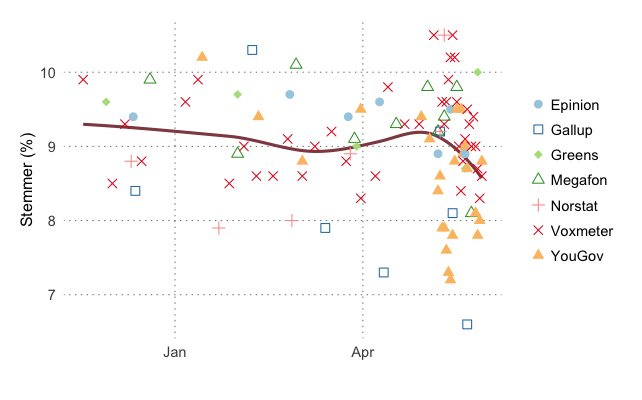 10
9
8
7
Stemmer (%)
Jan
Apr
Epinion
Gallup
Greens
Megafon
Norstat
Voxmeter
YouGov